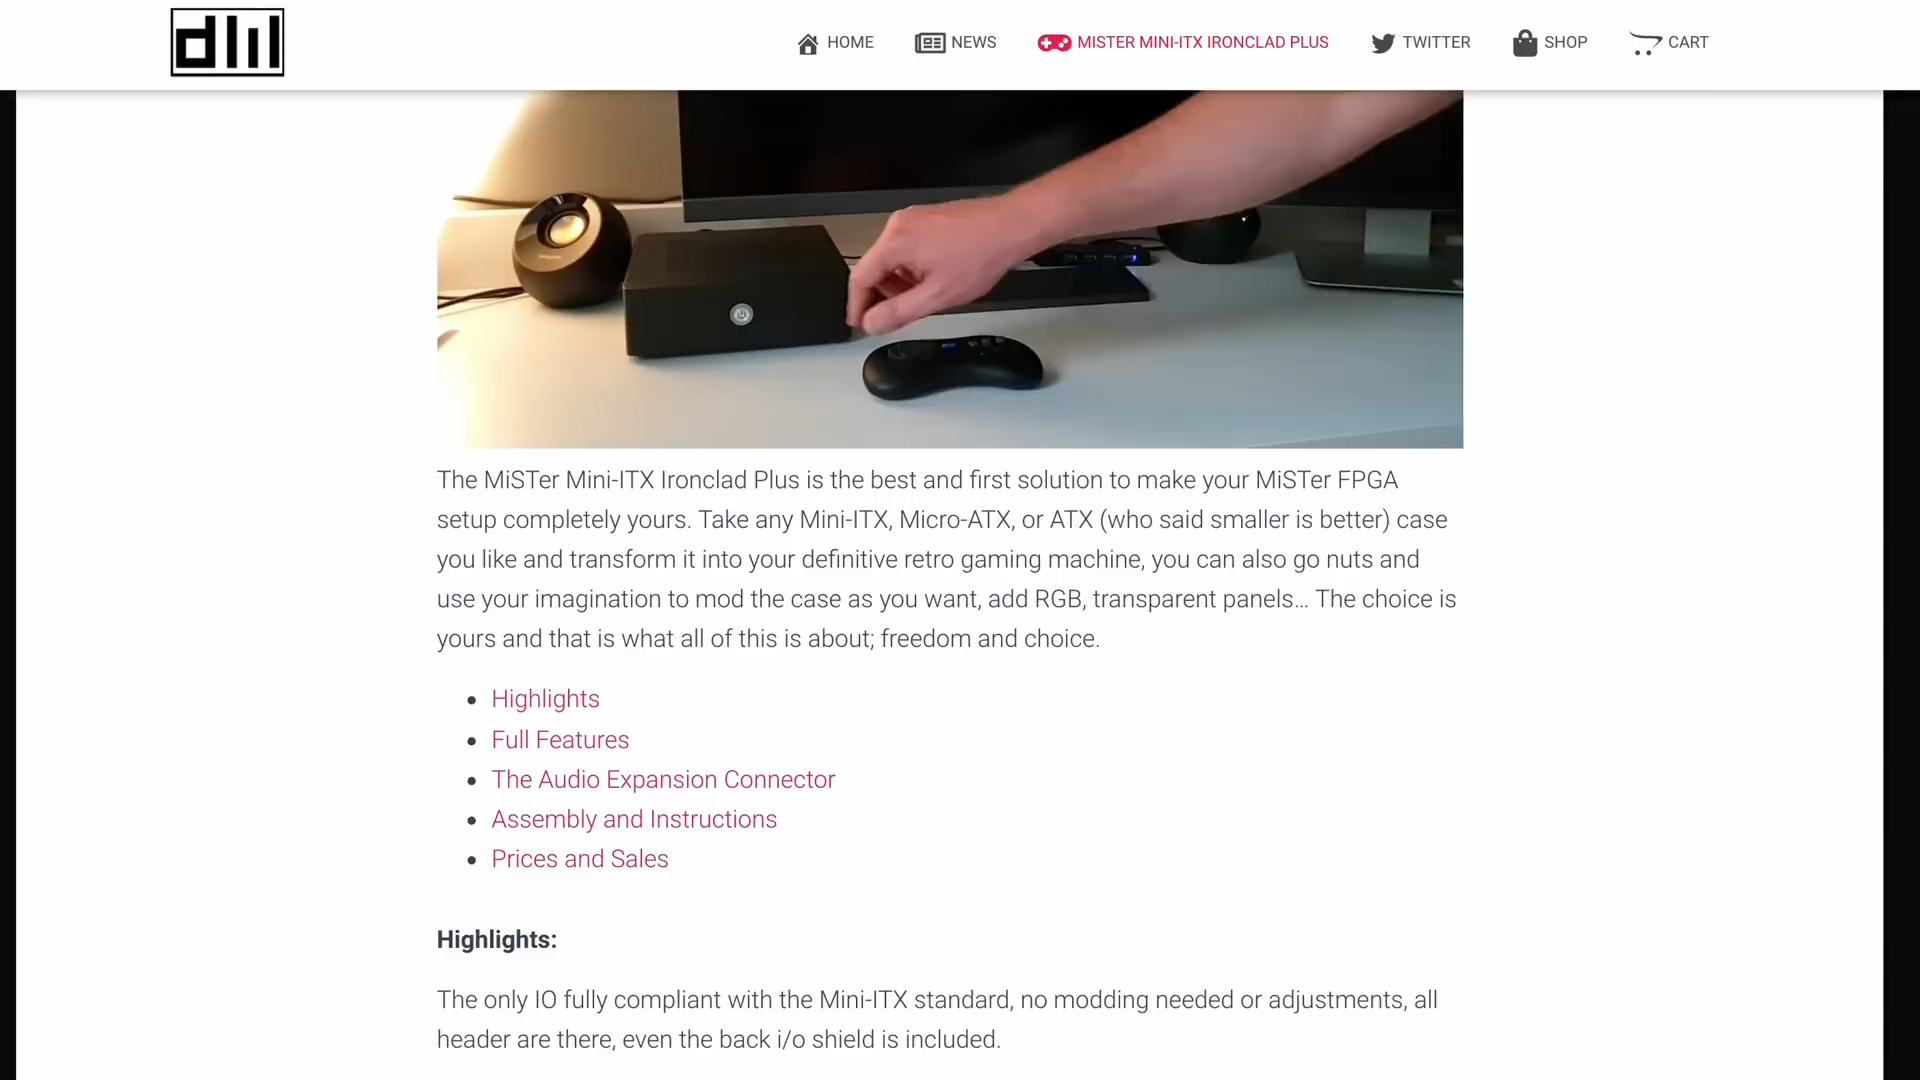 dlll
HOME
NEWS
MISTER MINI-ITX IRONCLAD PLUS
TWITTER
SHOP
CART
The MiSTer Mini-ITX Ironclad Plus is the best and first solution to make your MiSTer FPGA
setup completely yours. Take any Mini-ITX, Micro-ATX, or ATX (who said smaller is better) case
you like and transform it into your definitive retro gaming machine, you can also go nuts and
use your imagination to mod the case as you want, add RGB, transparent panels... The choice is
yours and that is what all of this is about; freedom and choice.
Highlights
Full Features
The Audio Expansion Connector
Assembly and Instructions
Prices and Sales
Highlights:
The only IO fully compliant with the Mini-ITX standard, no modding needed or adjustments, all
header are there, even the back i/o shield is included.